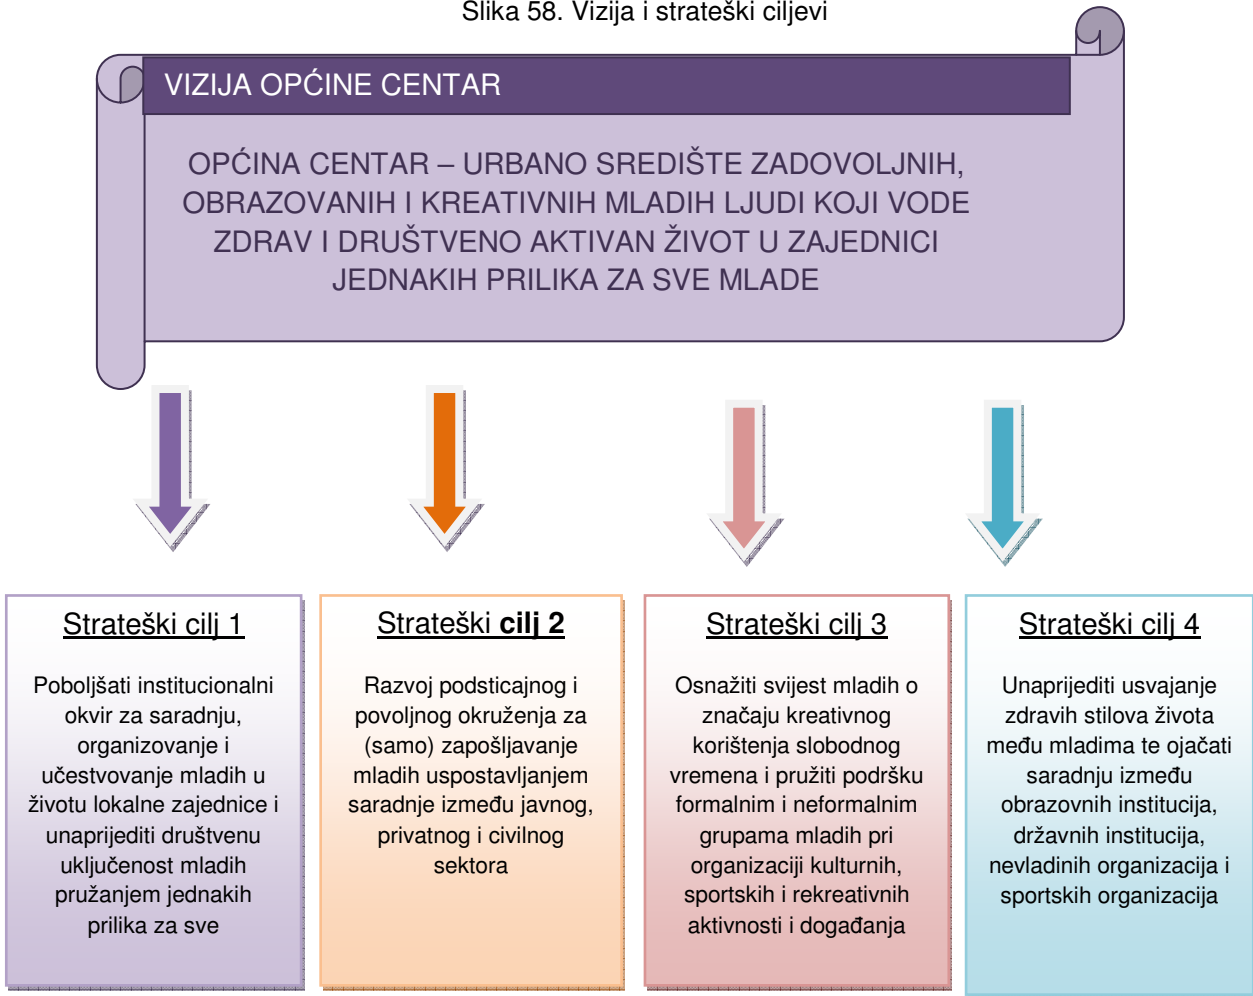 Slika 58. Vizija i strateški ciljevi
VIZIJA OPĆINE CENTAR
OPĆINA CENTAR – URBANO SREDIŠTE ZADOVOLJNIH,
OBRAZOVANIH I KREATIVNIH MLADIH LJUDI KOJI VODE
ZDRAV I DRUŠTVENO AKTIVAN ŽIVOT U ZAJEDNICI
JEDNAKIH PRILIKA ZA SVE MLADE
Strateški cilj 1
Poboljšati institucionalni
okvir za saradnju,
organizovanje i
učestvovanje mladih u
životu lokalne zajednice i
unaprijediti društvenu
uključenost mladih
pružanjem jednakih
prilika za sve
Strateški cilj 2
Razvoj podsticajnog i
povoljnog okruženja za
(samo) zapošljavanje
mladih uspostavljanjem
saradnje između javnog,
privatnog i civilnog
sektora
Strateški cilj 3
Osnažiti svijest mladih o
značaju kreativnog
korištenja slobodnog
vremena i pružiti podršku
formalnim i neformalnim
grupama mladih pri
organizaciji kulturnih,
sportskih i rekreativnih
aktivnosti i događanja
Strateški cilj 4
Unaprijediti usvajanje
zdravih stilova života
među mladima te ojačati
saradnju između
obrazovnih institucija,
državnih institucija,
nevladinih organizacija i
sportskih organizacija